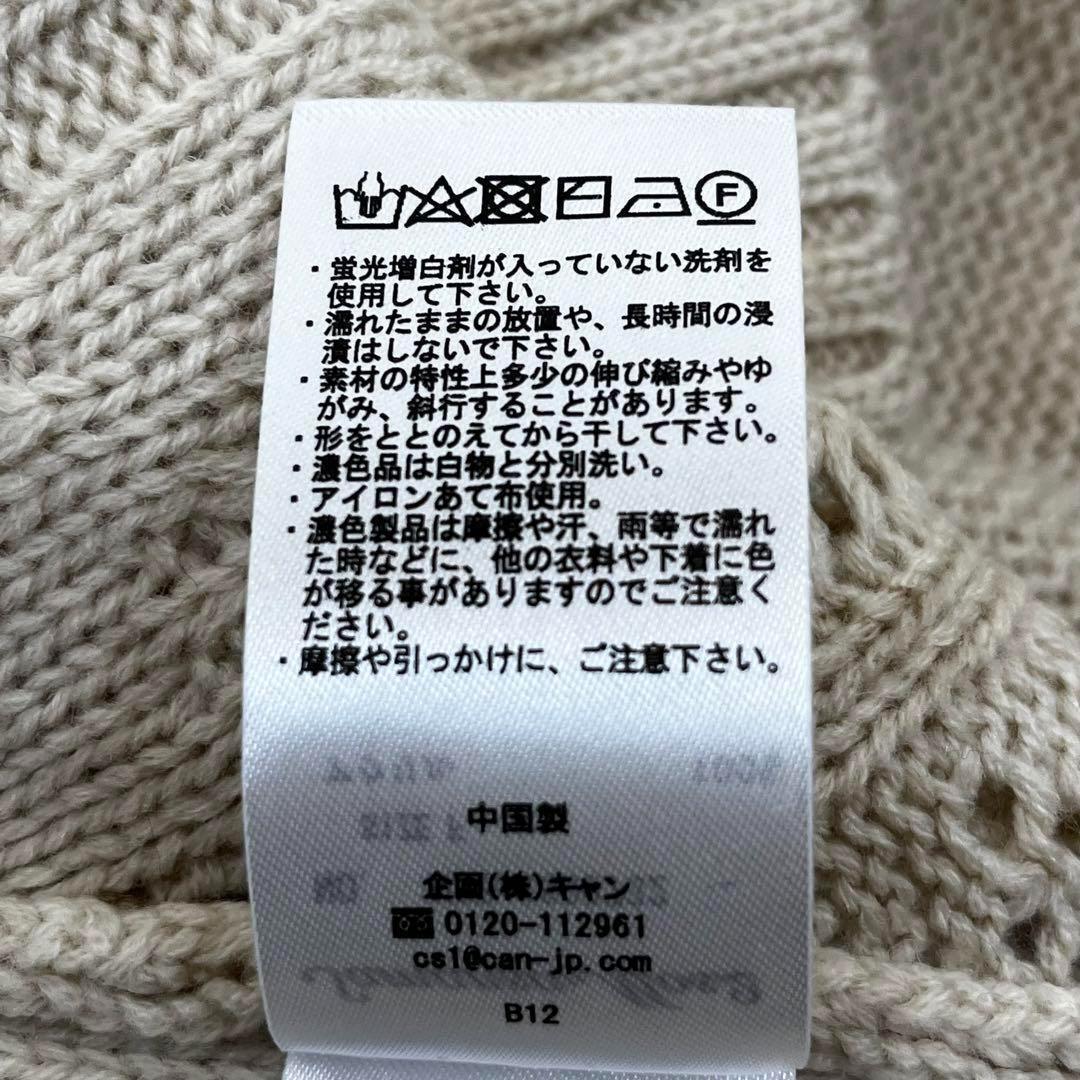 F
・蛍光増白剤が入っていない洗剤を
使用して下さい。
・濡れたままの放置や、長時間の浸
漬はしないで下さい。
・素材の特性上多少の伸び縮みやゆ
がみ、斜行することがあります。
・形をととのえてから干して下さい。
・濃色品は白物と分別洗い。
・アイロンあて布使用。
・濃色製品は摩擦や汗、雨等で濡れ
た時などに、他の衣料や下着に色
が移る事がありますのでご注意く
ださい。
・摩擦や引っかけに、ご注意下さい。
アクリル 100%
SIZE F
中国製
企画(株)キャン
0120-112961
cs1@can-jp.com
B12